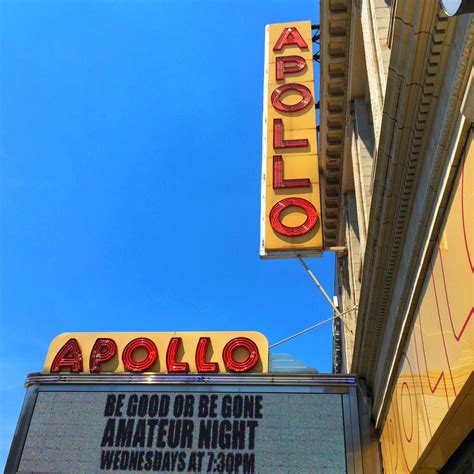 APOLLO
APOLLO
BE GOOD OR BE GONE
AMATEUR NIGHT
WEDNESDAYS AT 7:30PM